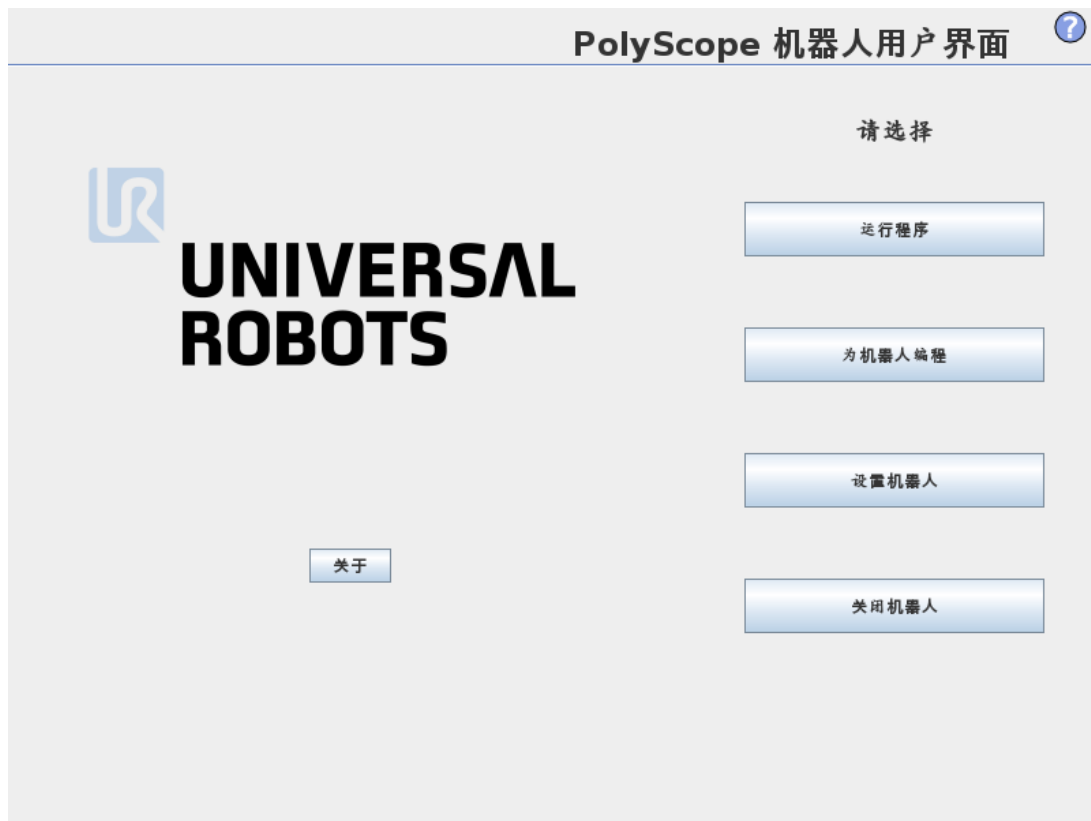 PolyScope 机器人用户界面
?
请选择
UR
UNIVERSAL
ROBOTS
运行程序
为机器人编程
设置机器人
关于
关闭机器人